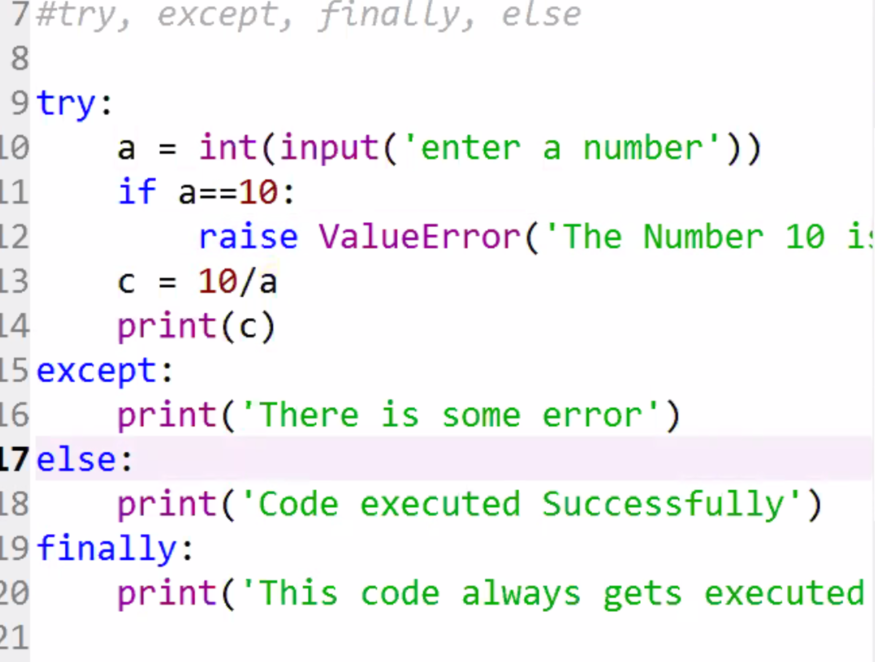 7 #try, except, finally, else
8
9 try:
10     a = int(input('enter a number'))
11     if a==10:
12         raise ValueError('The Number 10 is
13     c = 10/a
14     print(c)
15 except:
16     print('There is some error')
17 else:
18     print('Code executed Successfully')
19 finally:
20     print('This code always gets executed
21